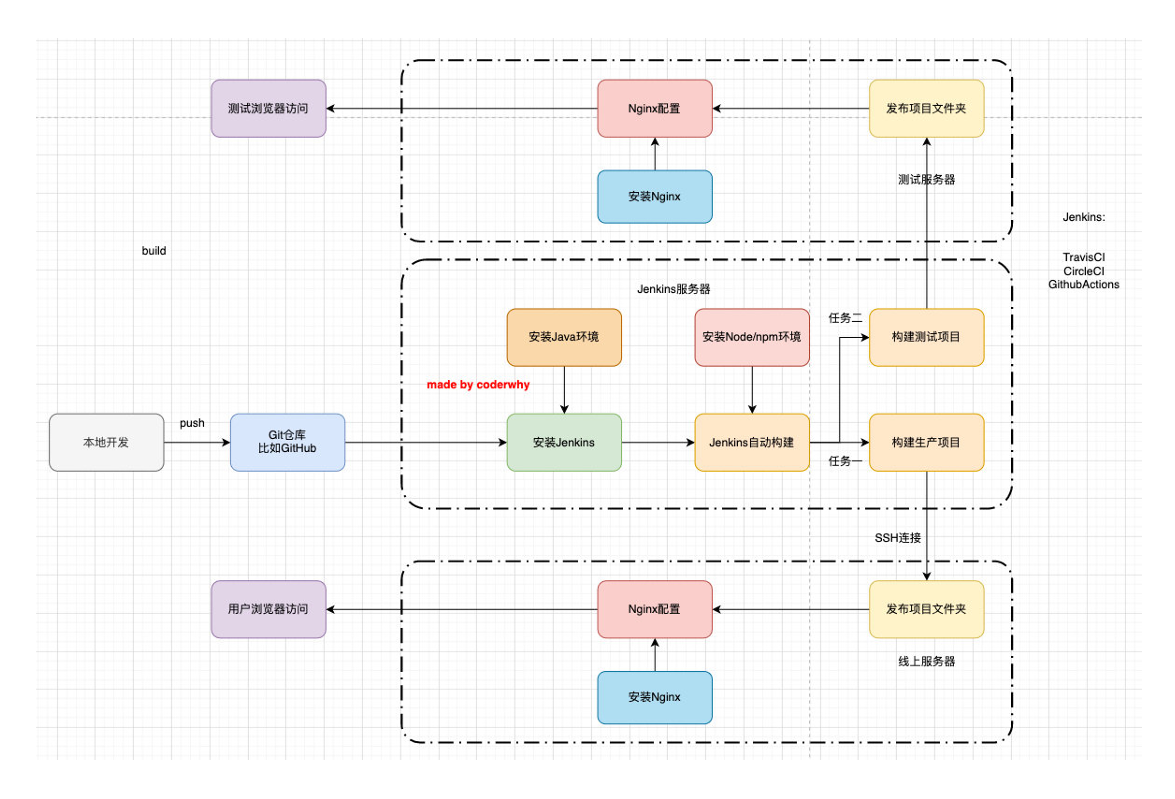 测试浏览器访问
Nginx配置
发布项目文件夹
测试服务器
安装Nginx
Jenkins:
build
TravisCI
CircleCI
GithubActions
Jenkins服务器
任务二
安装Java环境
安装Node/npm环境
构建测试项目
made by coderwhy
push
本地开发
Git仓库
比如GitHub
安装Jenkins
Jenkins自动构建
构建生产项目
任务一
SSH连接
用户浏览器访问
Nginx配置
发布项目文件夹
线上服务器
安装Nginx